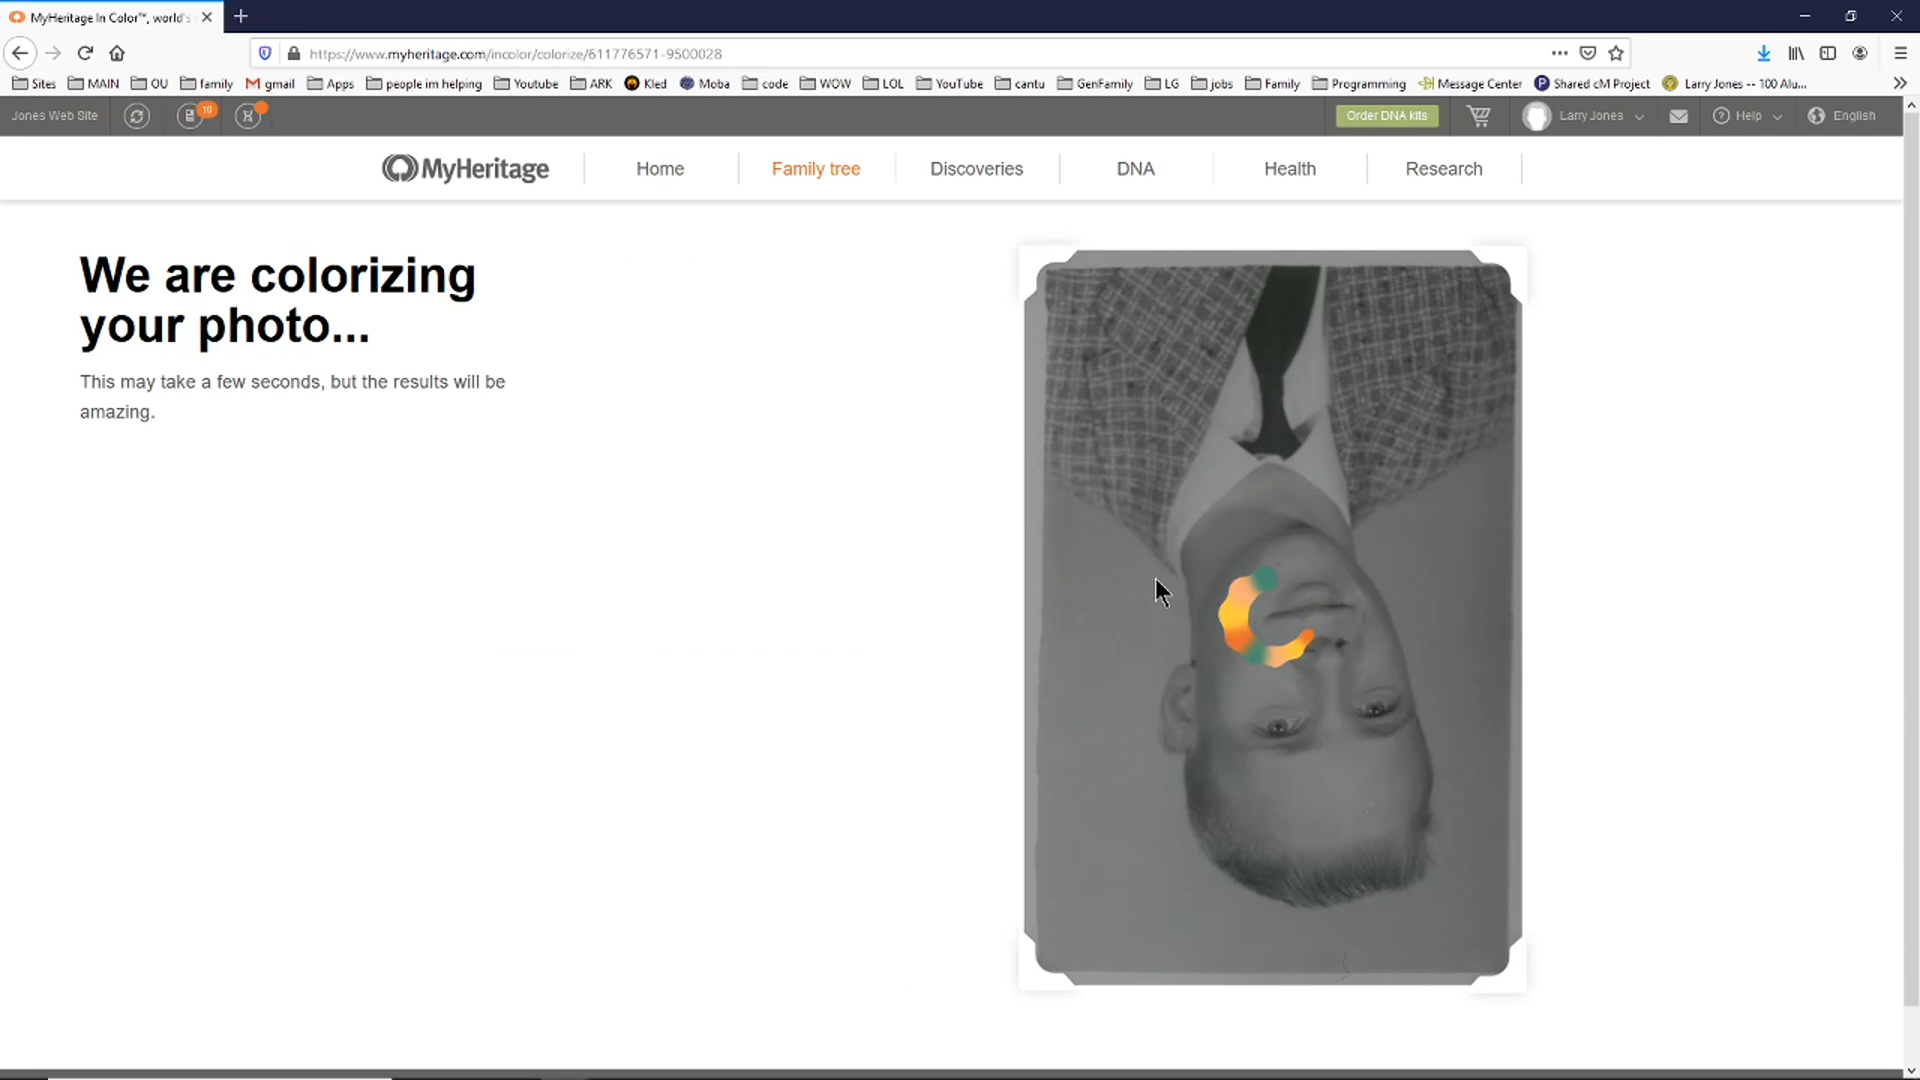 MyHeritage In Color™, world's
https://www.myheritage.com/incolor/colorize/611776571-9500028
Sites MAIN OU family gmail Apps people im helping Youtube ARK Kled Moba code WOW LOL YouTube cantu GenFamily LG jobs Family Programming Message Center Shared cM Project Larry Jones -- 100 Alu...
Jones Web Site 10 Order DNA kits Larry Jones Help English
MyHeritage Home Family tree Discoveries DNA Health Research
We are colorizing
your photo...
This may take a few seconds, but the results will be
amazing.